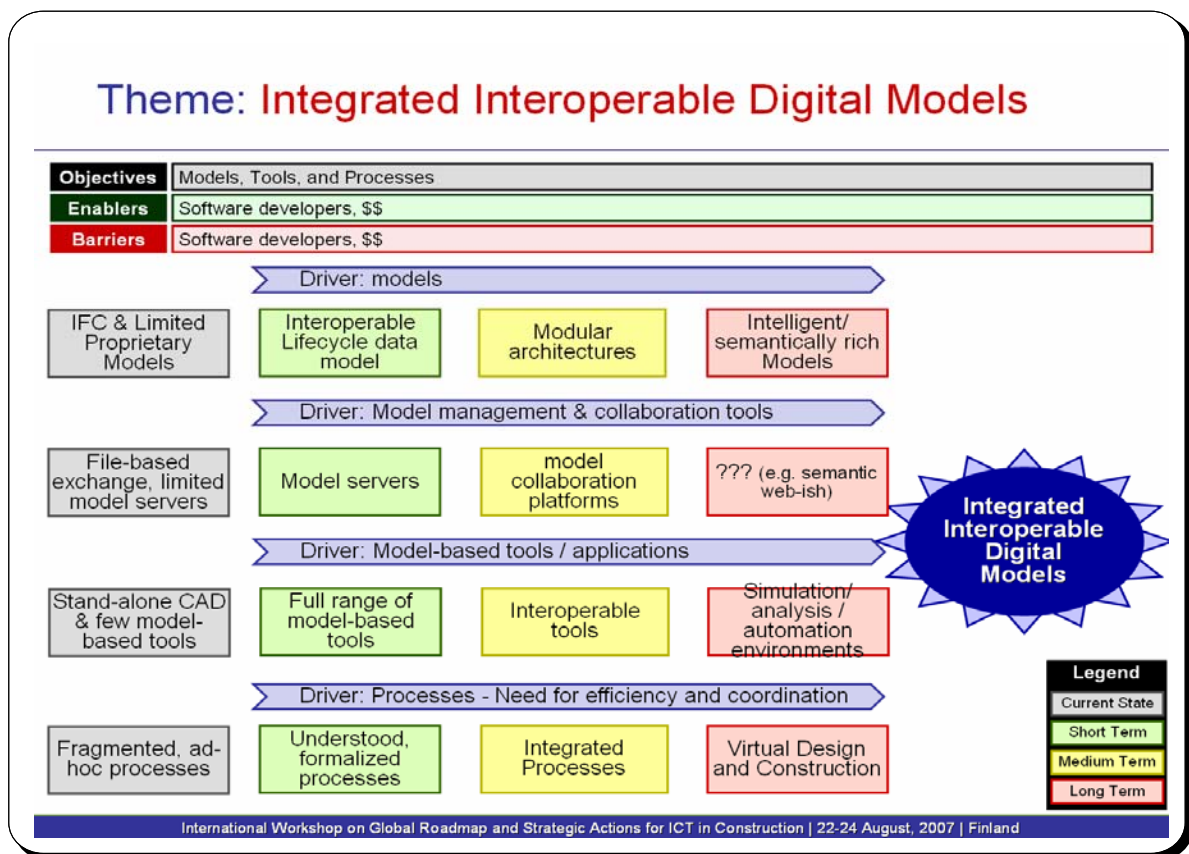 Theme: Integrated Interoperable Digital Models
Objectives
Models, Tools, and Processes
Enablers
Software developers, $$
Barriers
Software developers, $$
Driver: models
IFC & Limited
Proprietary
Models
Interoperable
Lifecycle data
model
Modular
architectures
Intelligent/
semantically rich
Models
Driver: Model management & collaboration tools
File-based
exchange, limited
model servers
Model servers
model
collaboration
platforms
??? (e.g. semantic
web-ish)
Integrated
Interoperable
Digital
Models
Driver: Model-based tools / applications
Stand-alone CAD
& few model-
based tools
Full range of
model-based
tools
Interoperable
tools
Simulation/
analysis /
automation
environments
Driver: Processes - Need for efficiency and coordination
Fragmented, ad-
hoc processes
Understood,
formalized
processes
Integrated
Processes
Virtual Design
and Construction
Legend
Current State
Short Term
Medium Term
Long Term
International Workshop on Global Roadmap and Strategic Actions for ICT in Construction | 22-24 August, 2007 | Finland